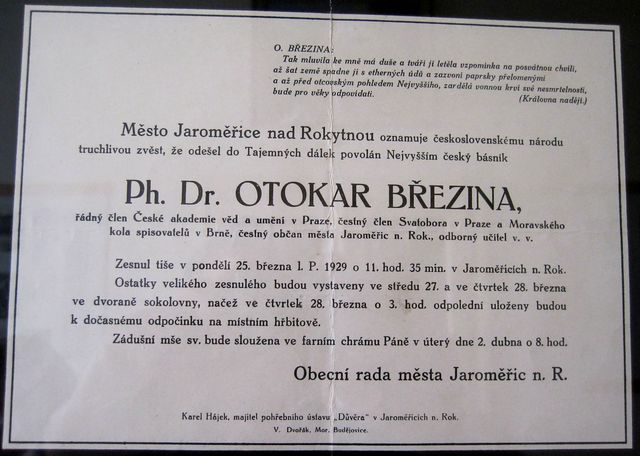 O. BŘEZINA:
Tak mluvila ke mně má duše a tváří jí letěla vzpomínka na posvátnou chvíli,
až šat země spadne jí s etherných údů a zazvoní paprsky přelomenými
a až před otcovským pohledem Nejvyššího, zardělá vonnou krví své nesmrtelnosti,
bude pro věky odpovídati. (Královna nadějí.)
Město Jaroměřice nad Rokytnou oznamuje československému národu
truchlivou zvěst, že odešel do Tajemných dálek povolán Nejvyšším český básník
Ph. Dr. OTOKAR BŘEZINA,
řádný člen České akademie věd a umění v Praze, čestný člen Svatobora v Praze a Moravského
kola spisovatelů v Brně, čestný občan města Jaroměřic n. Rok., odborný učitel v. v.
Zesnul tiše v pondělí 25. března l. P. 1929 o 11. hod. 35 min. v Jaroměřicích n. Rok.
Ostatky velikého zesnulého budou vystaveny ve středu 27. a ve čtvrtek 28. března
ve dvoraně sokolovny, načež ve čtvrtek 28. března o 3. hod. odpolední uloženy budou
k dočasnému odpočinku na místním hřbitově.
Zádušní mše sv. bude sloužena ve farním chrámu Páně v úterý dne 2. dubna o 8. hod.
Obecní rada města Jaroměřic n. R.
Karel Hájek, majitel pohřebního ústavu „Důvěra" v Jaroměřicích n. Rok.
V. Dvořák, Mor. Budějovice.